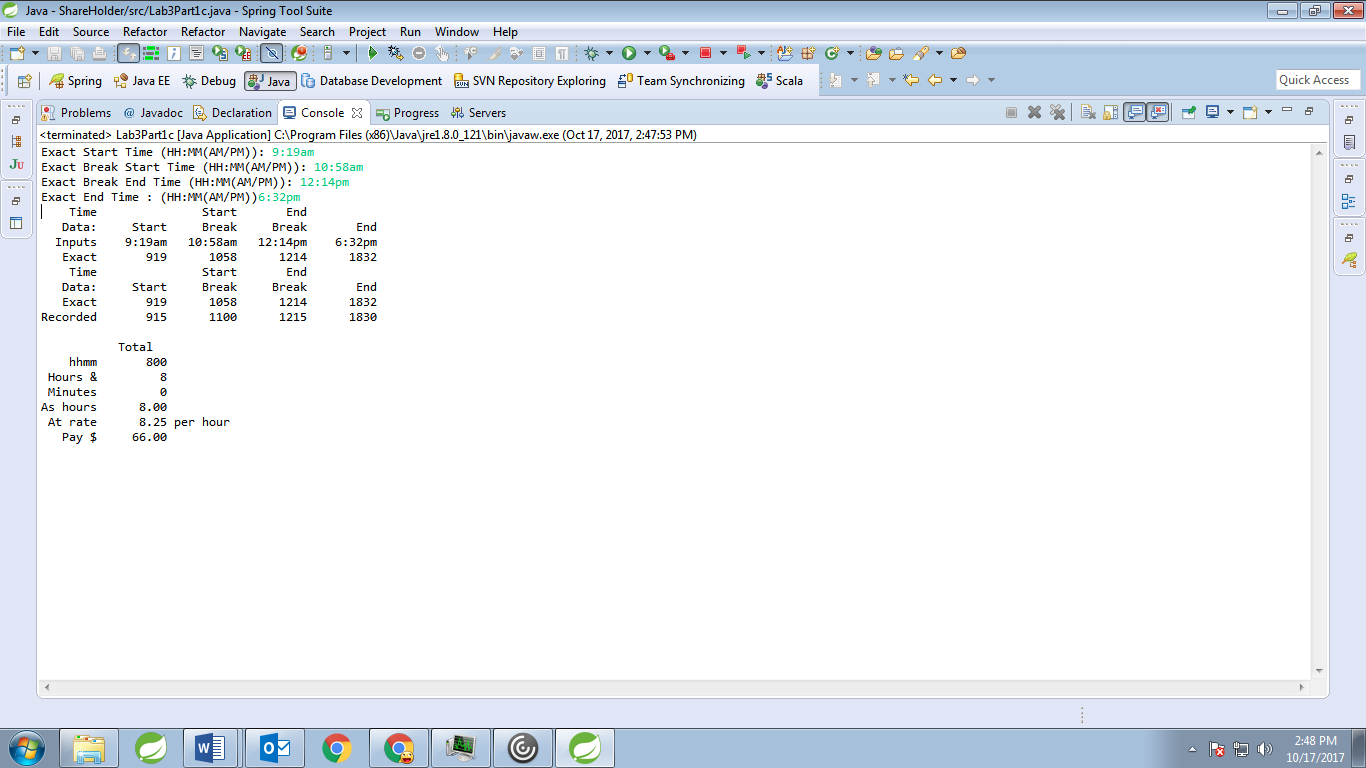 Java - ShareHolder/src/Lab3Part1c.java - Spring Tool Suite
File Edit Source Refactor Refactor Navigate Search Project Run Window Help
Spring Java EE Debug Java Database Development SVN Repository Exploring Team Synchronizing Scala Quick Access
Problems @ Javadoc Declaration Console Progress Servers
<terminated> Lab3Part1c [Java Application] C:\Program Files (x86)\Java\jre1.8.0_121\bin\javaw.exe (Oct 17, 2017, 2:47:53 PM)
Exact Start Time (HH:MM(AM/PM)): 9:19am
Exact Break Start Time (HH:MM(AM/PM)): 10:58am
Exact Break End Time (HH:MM(AM/PM)): 12:14pm
Exact End Time : (HH:MM(AM/PM))6:32pm
Time Start End
Data: Start Break Break End
Inputs 9:19am 10:58am 12:14pm 6:32pm
Exact 919 1058 1214 1832
Time Start End
Data: Start Break Break End
Exact 919 1058 1214 1832
Recorded 915 1100 1215 1830
Total
hhmm 800
Hours & 8
Minutes 0
As hours 8.00
At rate 8.25 per hour
Pay $ 66.00
2:48 PM
10/17/2017